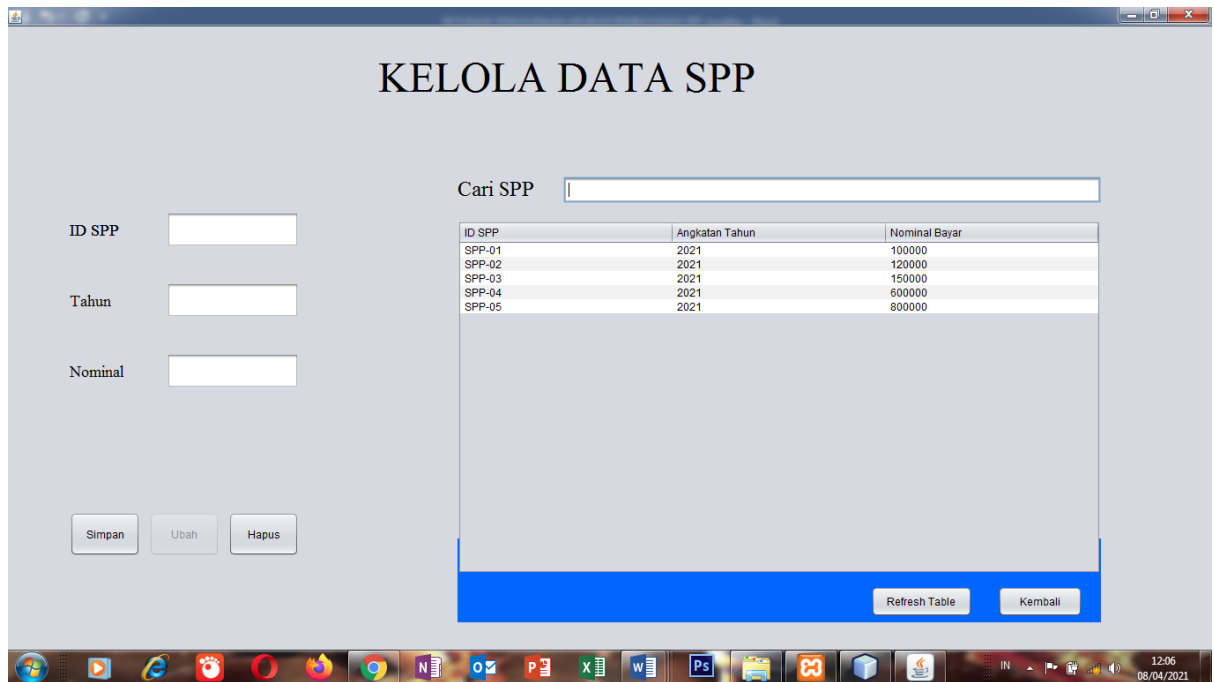 KELOLA DATA SPP
Cari SPP
ID SPP
Tahun
Nominal
ID SPP Angkatan Tahun Nominal Bayar
SPP-01 2021 100000
SPP-02 2021 120000
SPP-03 2021 150000
SPP-04 2021 600000
SPP-05 2021 800000
Simpan Ubah Hapus
Refresh Table Kembali
N O P X W Ps IN 12:06
08/04/2021